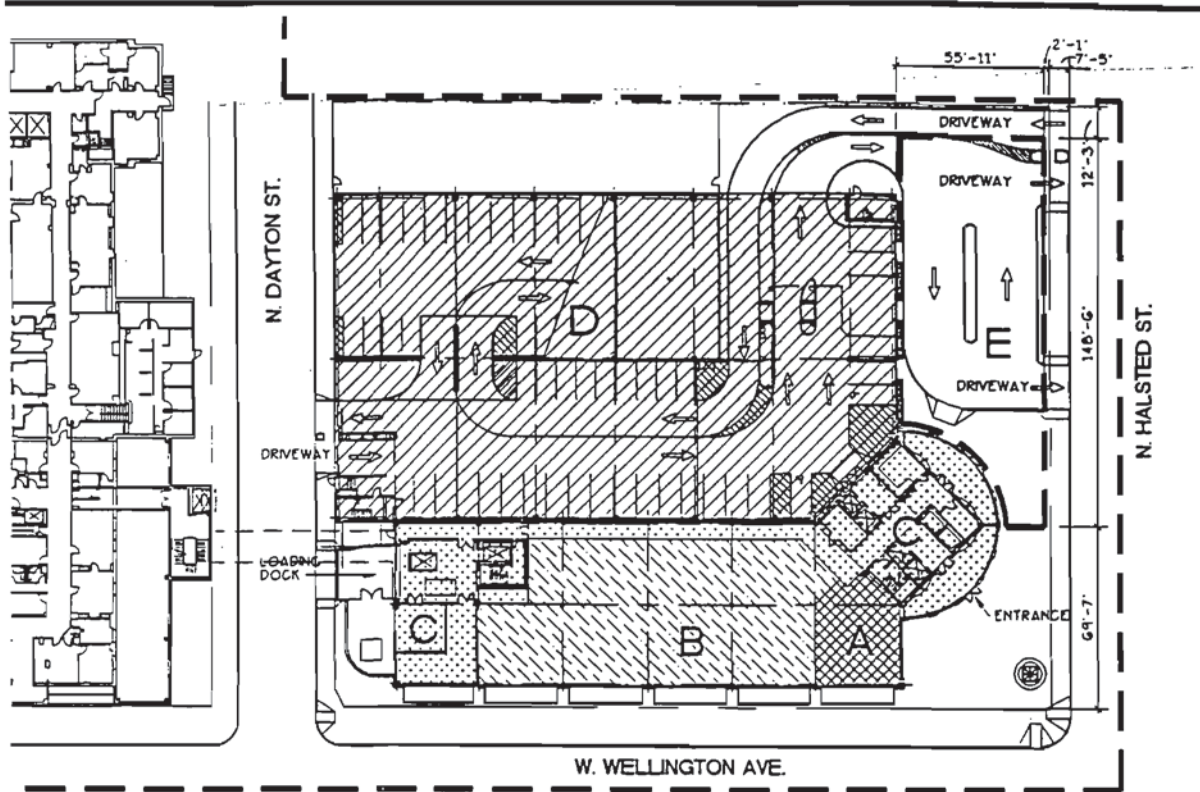 55'-11"
2'-1"
7'-5"
DRIVEWAY
12'-3"
DRIVEWAY
N. DAYTON ST.
D
148'-6"
E
N. HALSTED ST.
DRIVEWAY
DRIVEWAY
C
LOADING
DOCK
ENTRANCE
C
B
A
69'-7"
W. WELLINGTON AVE.